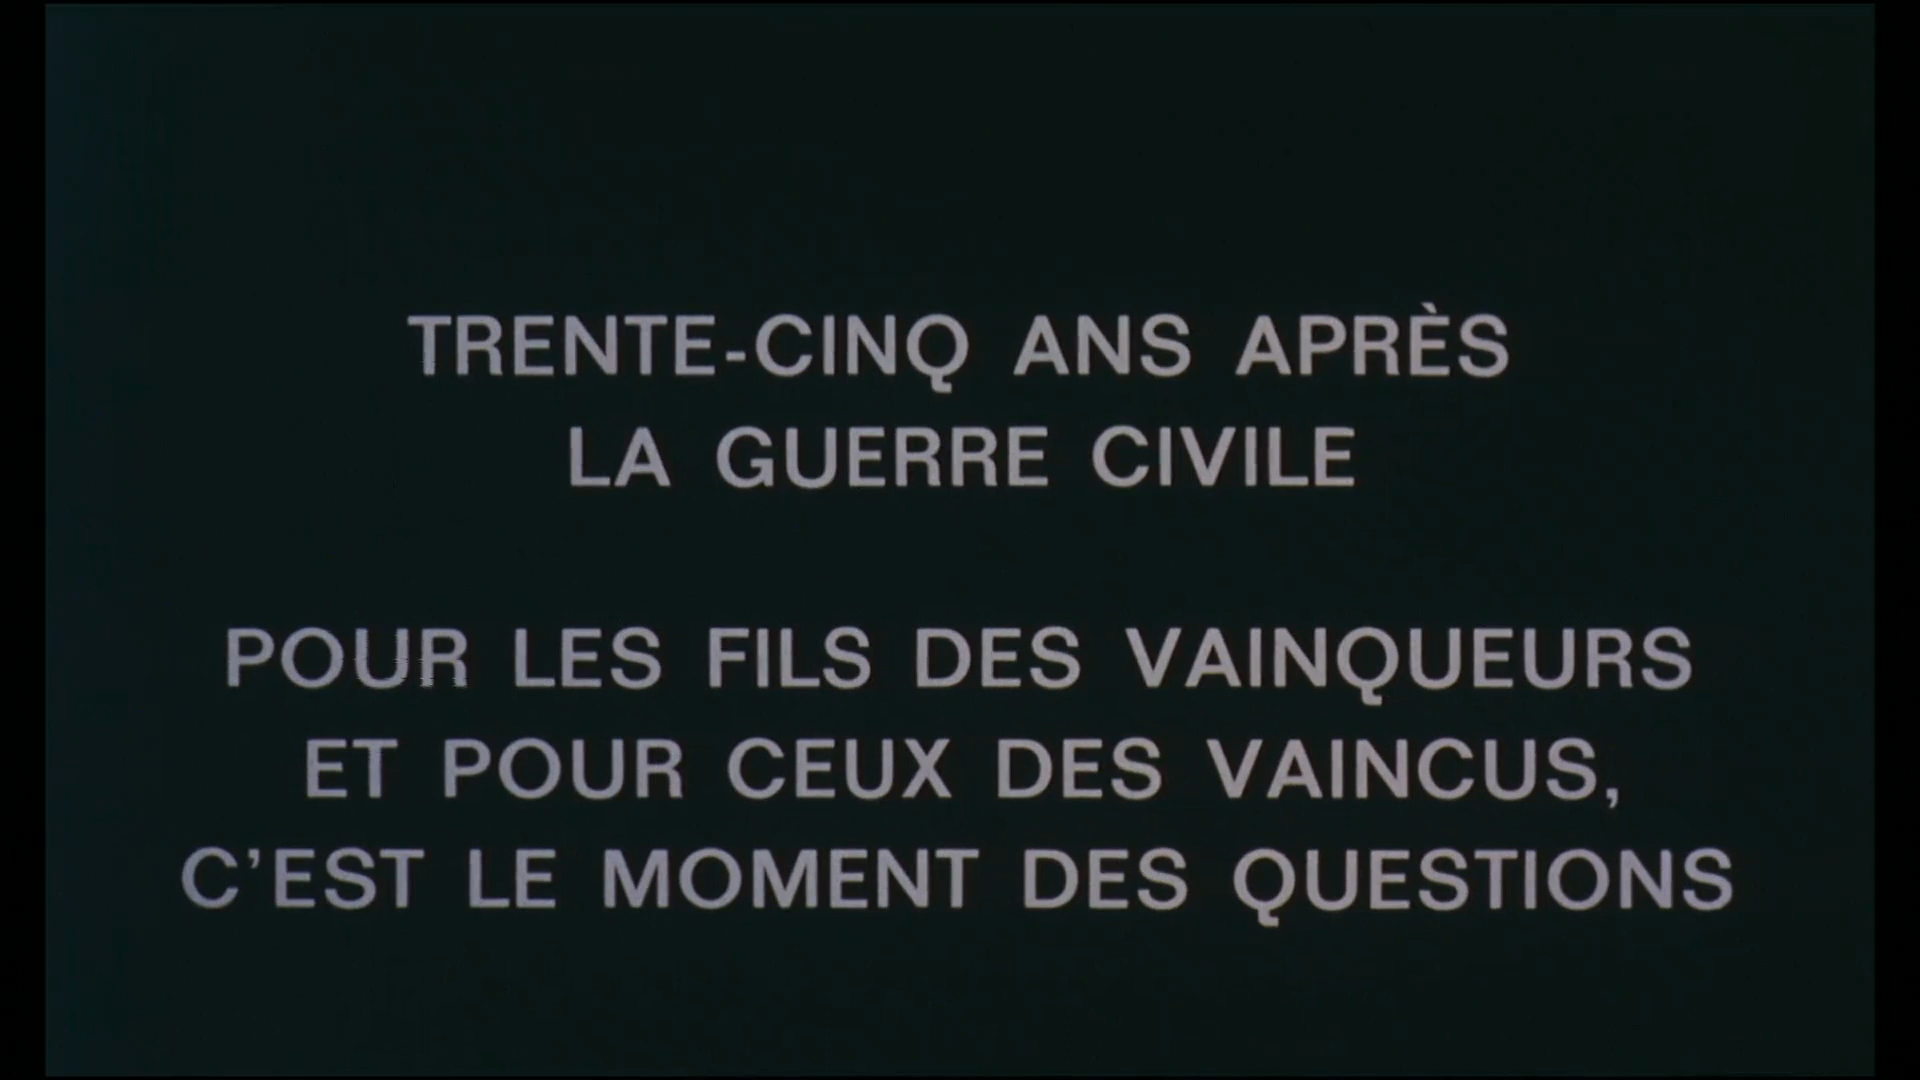 TRENTE-CINQ ANS APRÈS
LA GUERRE CIVILE
POUR LES FILS DES VAINQUEURS
ET POUR CEUX DES VAINCUS,
C'EST LE MOMENT DES QUESTIONS